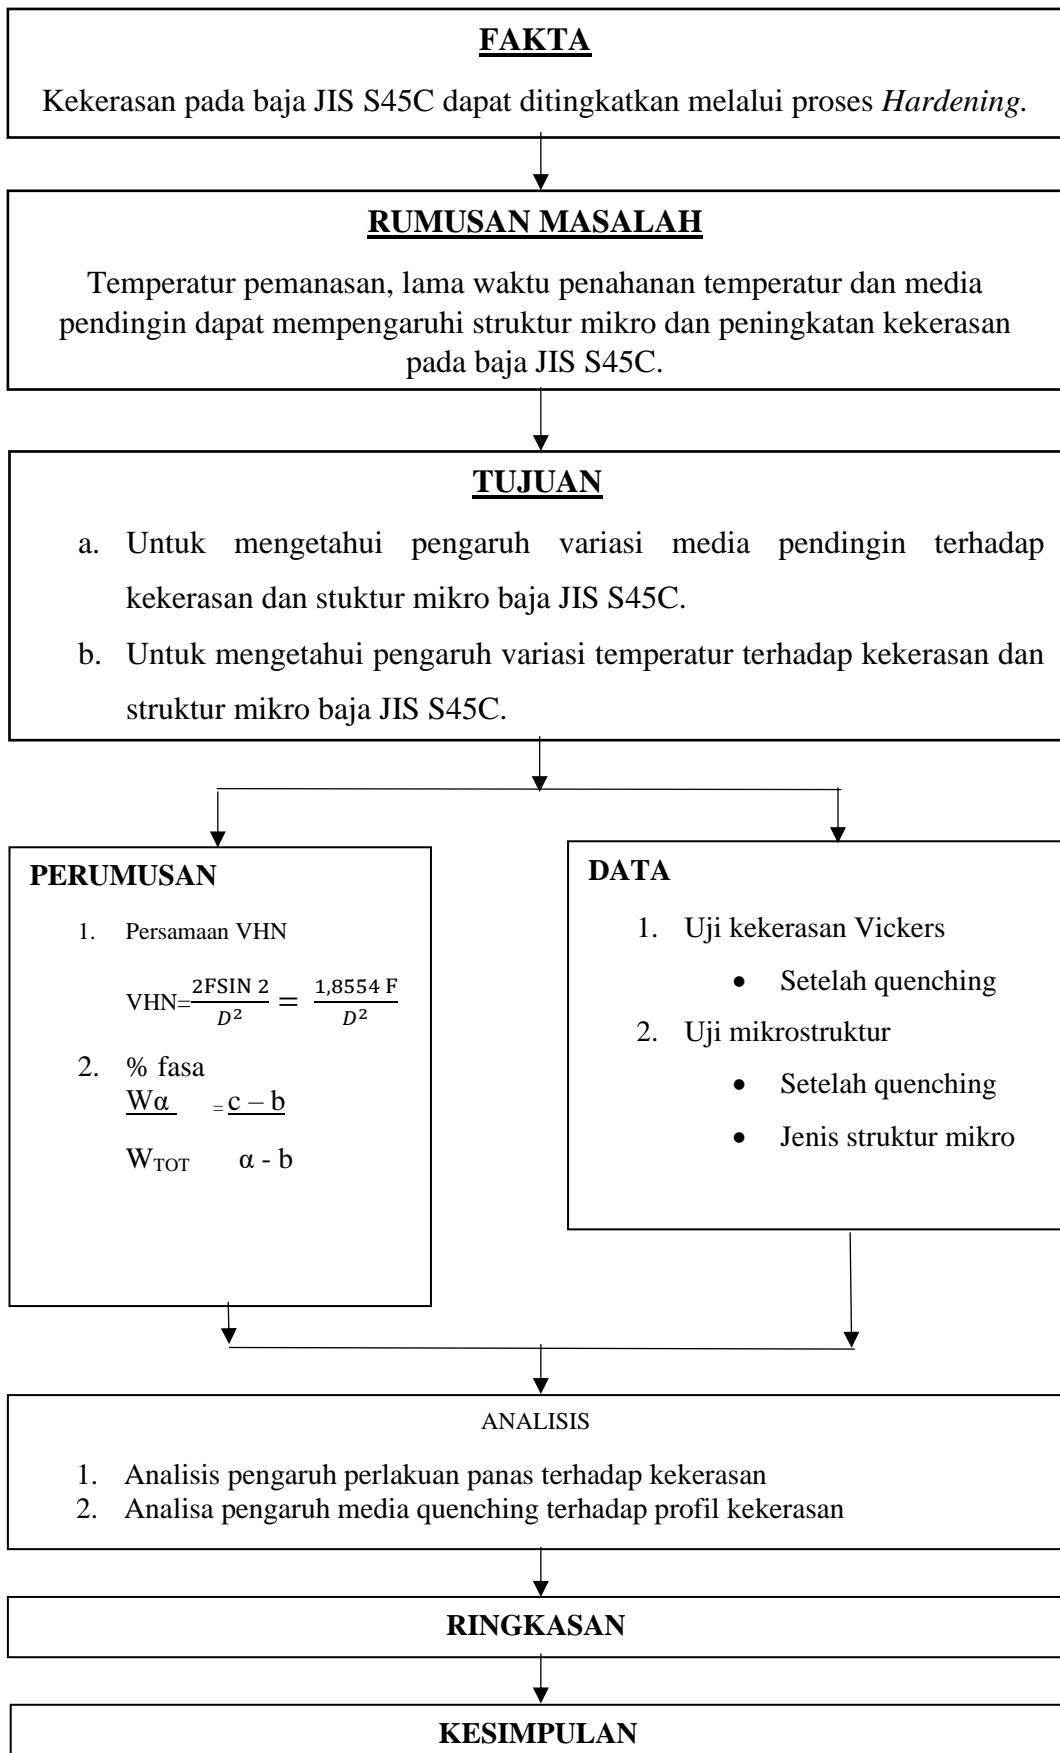 FAKTA
Kekerasan pada baja JIS S45C dapat ditingkatkan melalui proses Hardening.
RUMUSAN MASALAH
Temperatur pemanasan, lama waktu penahanan temperatur dan media
pendingin dapat mempengaruhi struktur mikro dan peningkatan kekerasan
pada baja JIS S45C.
TUJUAN
a. Untuk mengetahui pengaruh variasi media pendingin terhadap
kekerasan dan stuktur mikro baja JIS S45C.
b. Untuk mengetahui pengaruh variasi temperatur terhadap kekerasan dan
struktur mikro baja JIS S45C.
PERUMUSAN
1. Persamaan VHN
VHN=2FSIN 2/D² = 1,8554 F/D²
2. % fasa
Wα = c – b
W_TOT α - b
DATA
1. Uji kekerasan Vickers
• Setelah quenching
2. Uji mikrostruktur
• Setelah quenching
• Jenis struktur mikro
ANALISIS
1. Analisis pengaruh perlakuan panas terhadap kekerasan
2. Analisa pengaruh media quenching terhadap profil kekerasan
RINGKASAN
KESIMPULAN